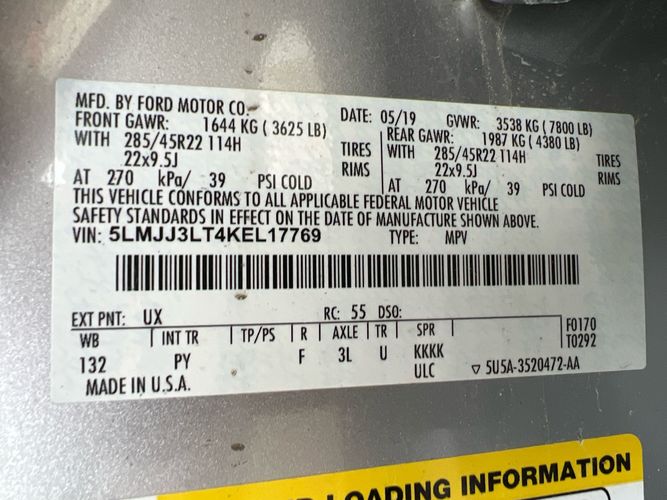 MFD. BY FORD MOTOR CO. DATE: 05/19 GVWR: 3538 KG ( 7800 LB)
FRONT GAWR: 1644 KG ( 3625 LB) REAR GAWR: 1987 KG ( 4380 LB)
WITH 285/45R22 114H TIRES WITH 285/45R22 114H TIRES
22x9.5J RIMS 22x9.5J RIMS
AT 270 kPa/ 39 PSI COLD AT 270 kPa/ 39 PSI COLD
THIS VEHICLE CONFORMS TO ALL APPLICABLE FEDERAL MOTOR VEHICLE
SAFETY STANDARDS IN EFFECT ON THE DATE OF MANUFACTURE SHOWN ABOVE.
VIN: 5LMJJ3LT4KEL17769 TYPE: MPV
EXT PNT: UX RC: 55 DSO:
WB INT TR TP/PS R AXLE TR SPR F0170
132 PY F 3L U KKKK T0292
ULC ▽ 5U5A-3520472-AA
MADE IN U.S.A.
LOADING INFORMATION